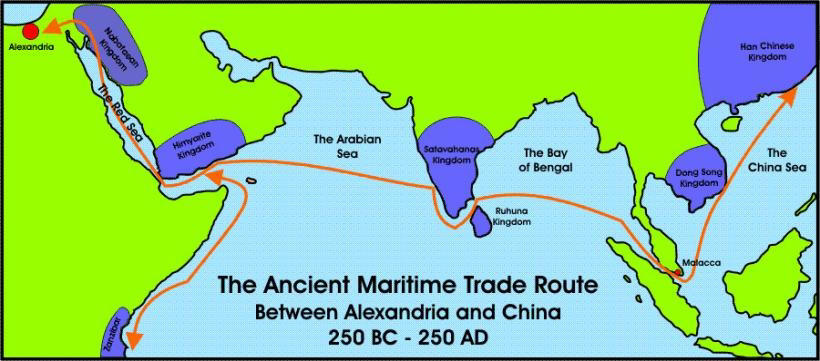 Alexandria
Nabataean
Kingdom
The Red Sea
Himyarite
Kingdom
The Arabian
Sea
Satavahanas
Kingdom
The Bay
of Bengal
Ruhuna
Kingdom
Han Chinese
Kingdom
Dong Song
Kingdom
The
China Sea
Malacca
Zanzibar
The Ancient Maritime Trade Route
Between Alexandria and China
250 BC - 250 AD